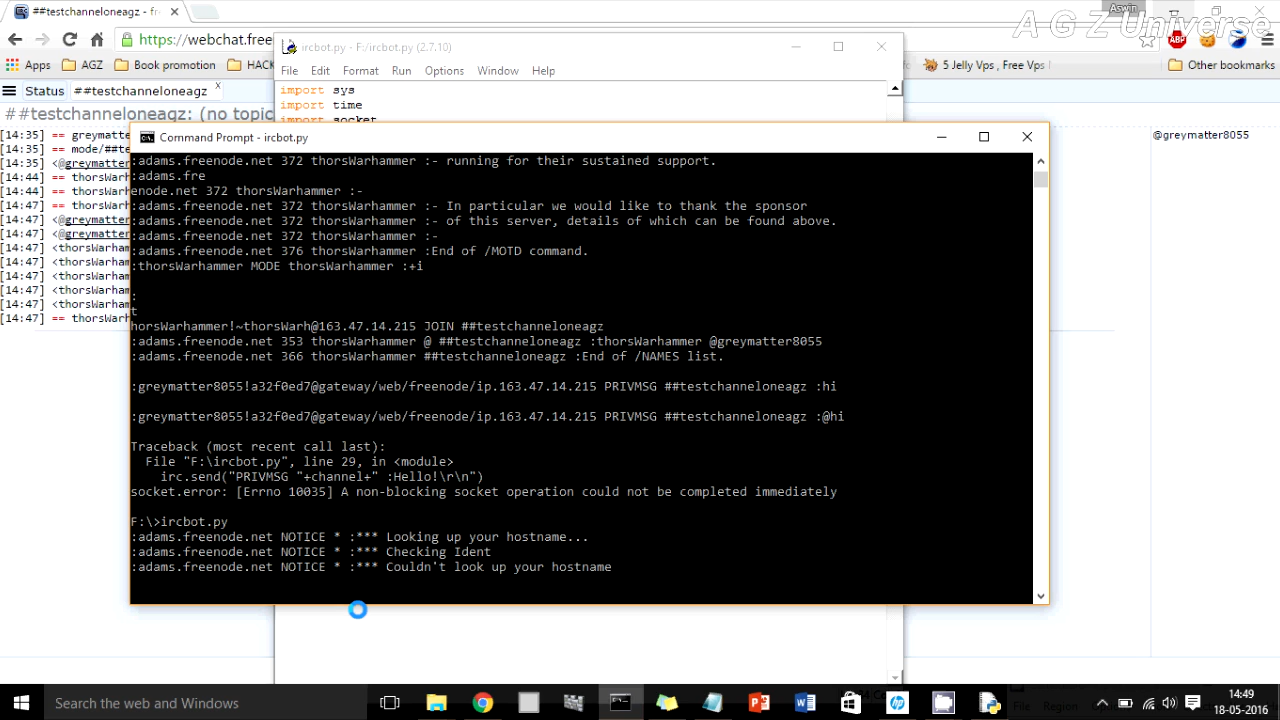 ##testchanneloneagz - fr
Aswin
A G Z Universe
https://webchat.free
Apps
AGZ
Book promotion
HACK
5 Jelly Vps , Free Vps
Other bookmarks
Status
##testchanneloneagz
x
##testchanneloneagz: (no topic
[14:35] == greymatte
[14:35] == mode/##te
[14:35] <@greymatter
[14:44] == thorsWarh
[14:44] == thorsWarh
[14:47] == thorsWarh
[14:47] <@greymatter
[14:47] <@greymatter
[14:47] <thorsWarham
[14:47] <thorsWarham
[14:47] <thorsWarham
[14:47] <thorsWarham
[14:47] <thorsWarham
[14:47] == thorsWarh
@greymatter8055
ircbot.py - F:/ircbot.py (2.7.10)
File Edit Format Run Options Window Help
import sys
import time
import socket
Command Prompt - ircbot.py
:adams.freenode.net 372 thorsWarhammer :- running for their sustained support.
:adams.fre
enode.net 372 thorsWarhammer :-
:adams.freenode.net 372 thorsWarhammer :- In particular we would like to thank the sponsor
:adams.freenode.net 372 thorsWarhammer :- of this server, details of which can be found above.
:adams.freenode.net 372 thorsWarhammer :-
:adams.freenode.net 376 thorsWarhammer :End of /MOTD command.
:thorsWarhammer MODE thorsWarhammer :+i
:
t
horsWarhammer!~thorsWarh@163.47.14.215 JOIN ##testchanneloneagz
:adams.freenode.net 353 thorsWarhammer @ ##testchanneloneagz :thorsWarhammer @greymatter8055
:adams.freenode.net 366 thorsWarhammer ##testchanneloneagz :End of /NAMES list.
:greymatter8055!a32f0ed7@gateway/web/freenode/ip.163.47.14.215 PRIVMSG ##testchanneloneagz :hi
:greymatter8055!a32f0ed7@gateway/web/freenode/ip.163.47.14.215 PRIVMSG ##testchanneloneagz :@hi
Traceback (most recent call last):
File "F:\ircbot.py", line 29, in <module>
irc.send("PRIVMSG "+channel+" :Hello!\r\n")
socket.error: [Errno 10035] A non-blocking socket operation could not be completed immediately
F:\>ircbot.py
:adams.freenode.net NOTICE * :*** Looking up your hostname...
:adams.freenode.net NOTICE * :*** Checking Ident
:adams.freenode.net NOTICE * :*** Couldn't look up your hostname
Search the web and Windows
File Region
14:49
18-05-2016